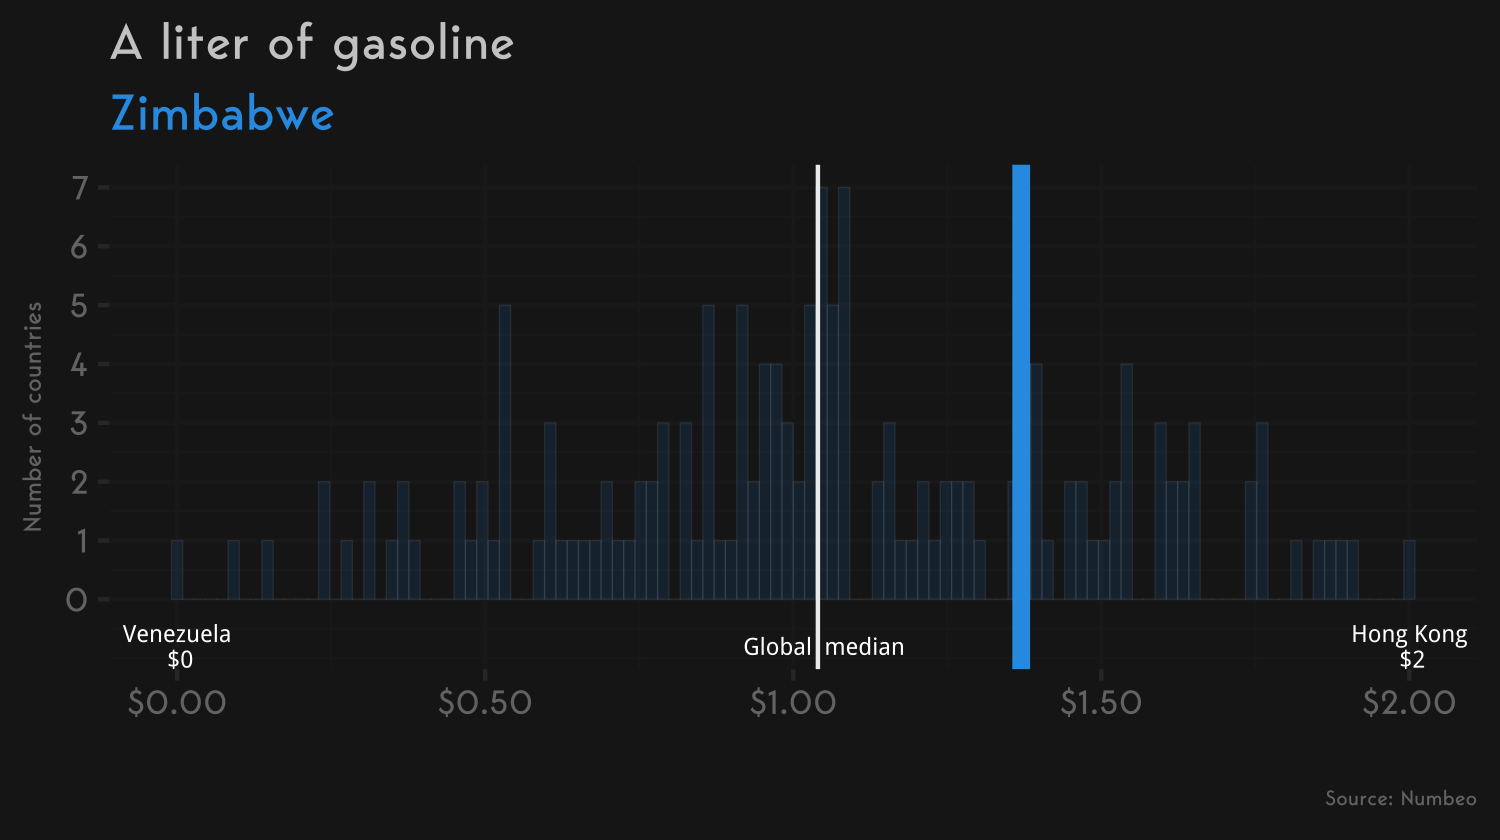 A liter of gasoline
Zimbabwe
Number of countries
7
6
5
4
3
2
1
0
Venezuela
$0
Global median
Hong Kong
$2
$0.00 $0.50 $1.00 $1.50 $2.00
Source: Numbeo